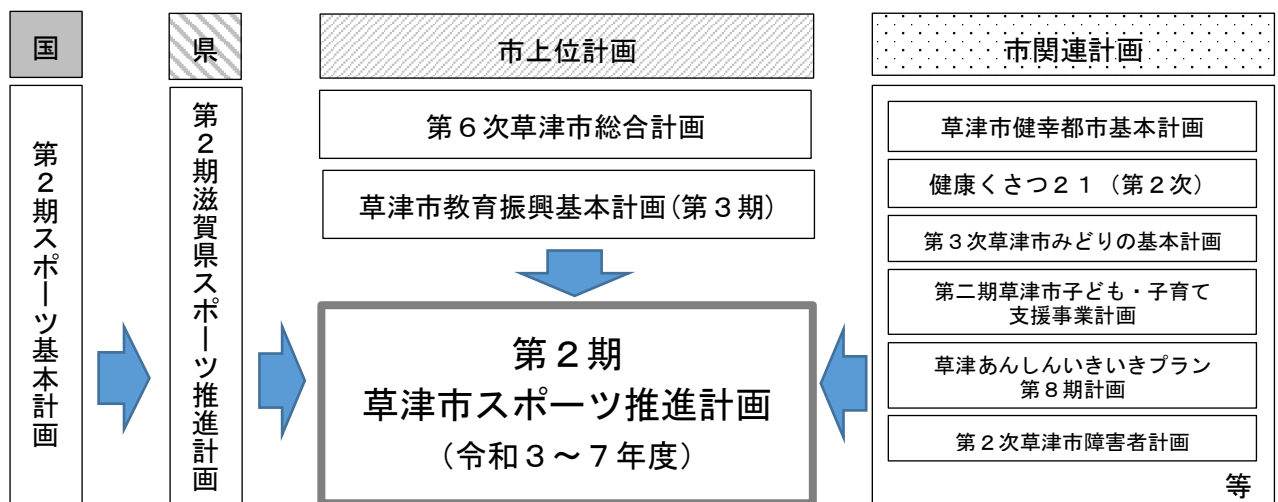 国
第２期スポーツ基本計画
県
第２期滋賀県スポーツ推進計画
市上位計画
第６次草津市総合計画
草津市教育振興基本計画（第３期）
第２期
草津市スポーツ推進計画
（令和３～７年度）
市関連計画
草津市健幸都市基本計画
健康くさつ２１（第２次）
第３次草津市みどりの基本計画
第二期草津市子ども・子育て
支援事業計画
草津あんしんいきいきプラン
第８期計画
第２次草津市障害者計画
等